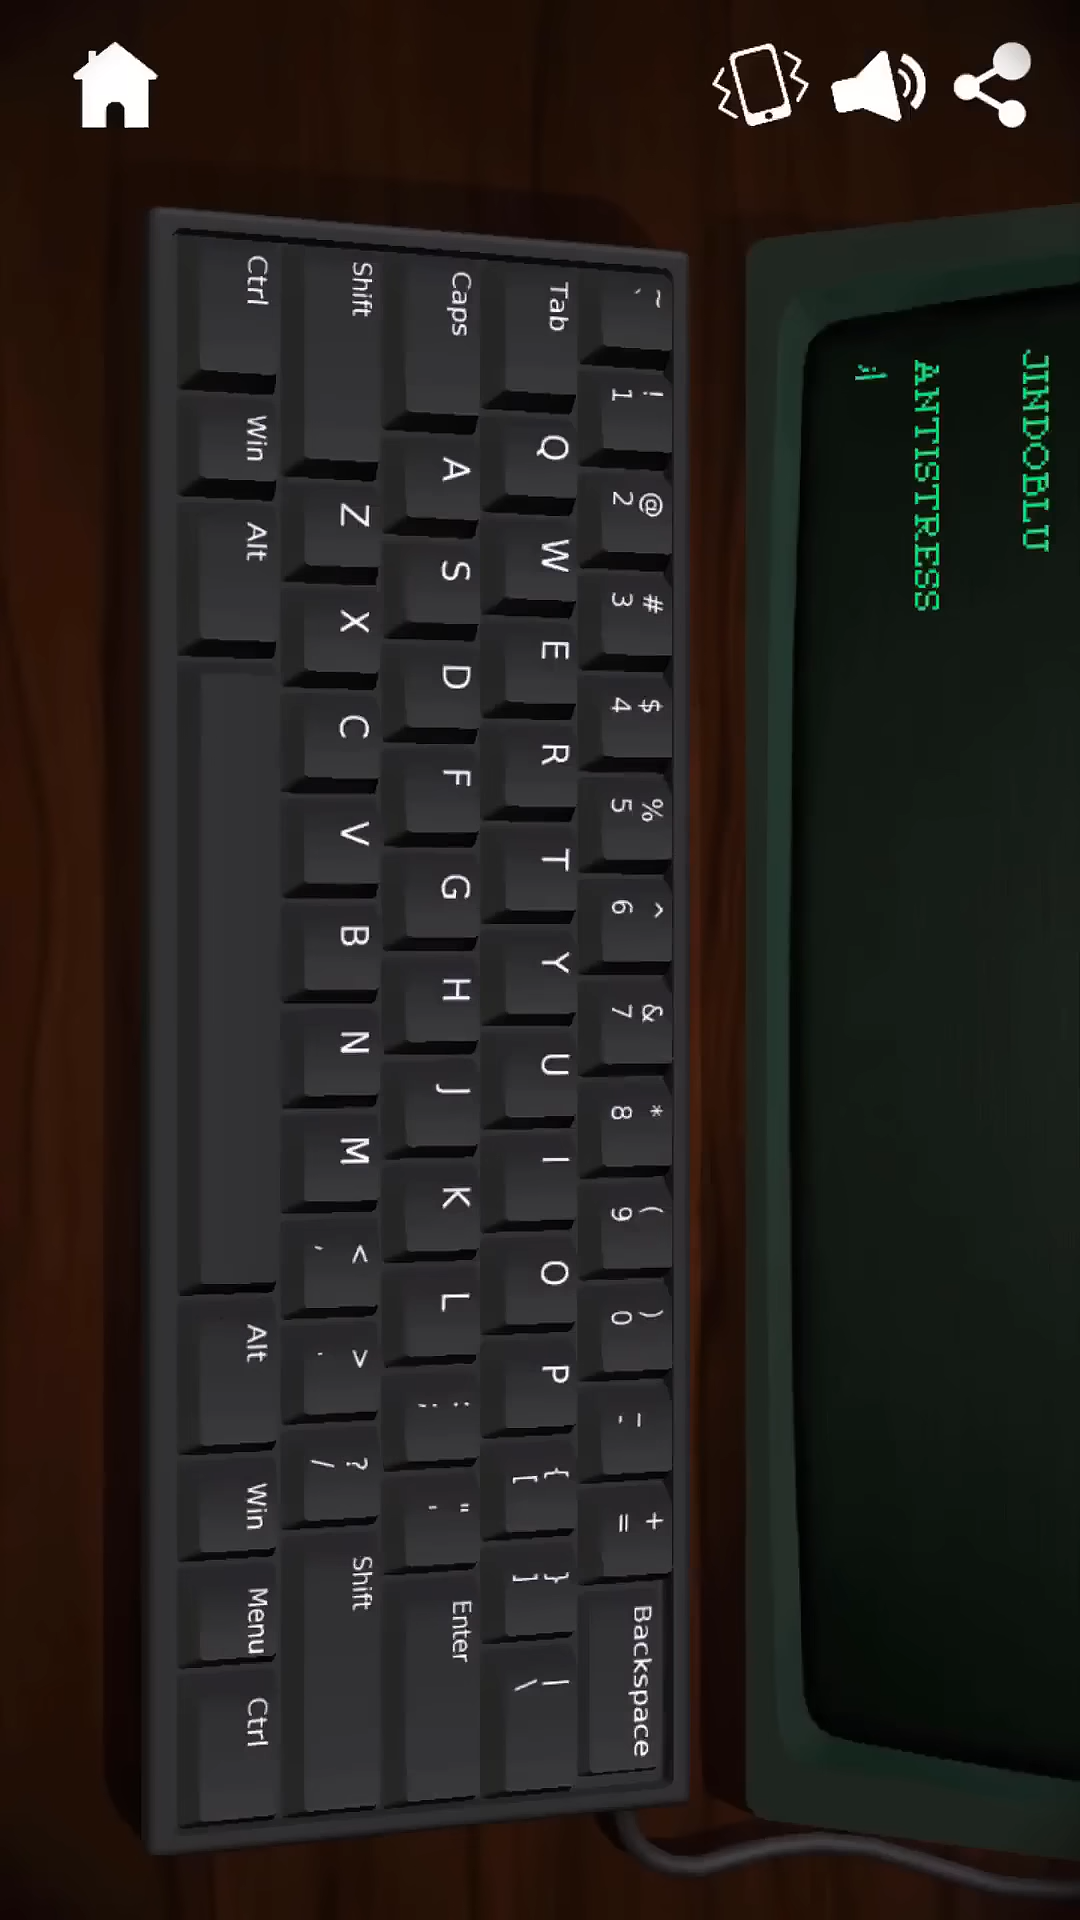 JINDOBLU
ANTISTRESS
~ `
! 1
@ 2
# 3
$ 4
% 5
^ 6
& 7
* 8
( 9
) 0
_ -
+ =
Backspace
Tab
Q
W
E
R
T
Y
U
I
O
P
{ [
} ]
| \
Caps
A
S
D
F
G
H
J
K
L
: ;
" '
Enter
Shift
Z
X
C
V
B
N
M
< ,
> .
? /
Shift
Ctrl
Win
Alt
Alt
Win
Menu
Ctrl